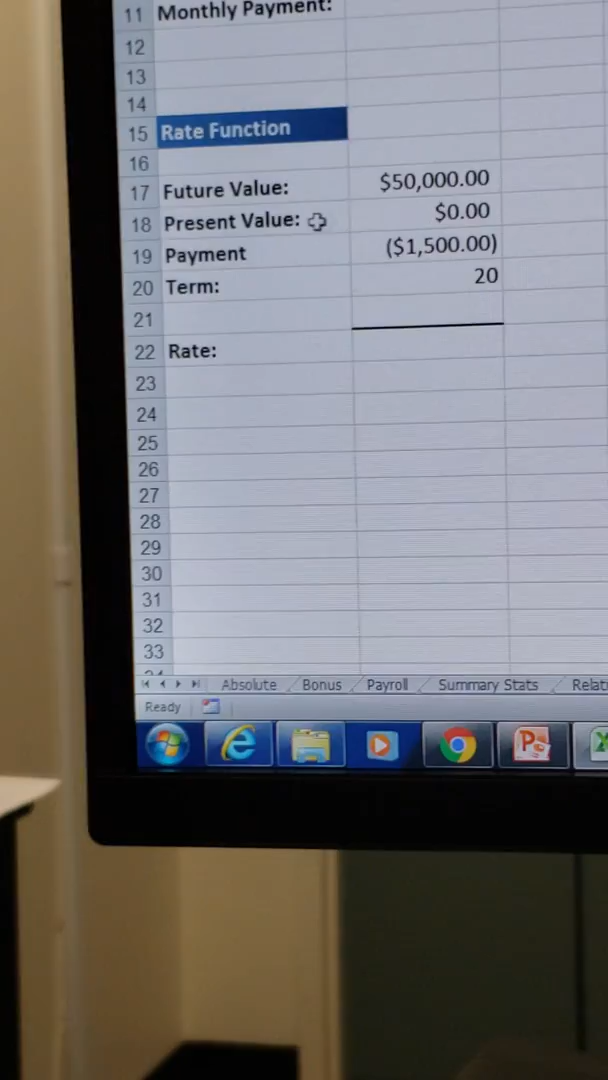 11 Monthly Payment:
12
13
14
15 Rate Function
16
17 Future Value: $50,000.00
18 Present Value: $0.00
19 Payment ($1,500.00)
20 Term: 20
21
22 Rate:
23
24
25
26
27
28
29
30
31
32
33
Absolute Bonus Payroll Summary Stats Relati
Ready